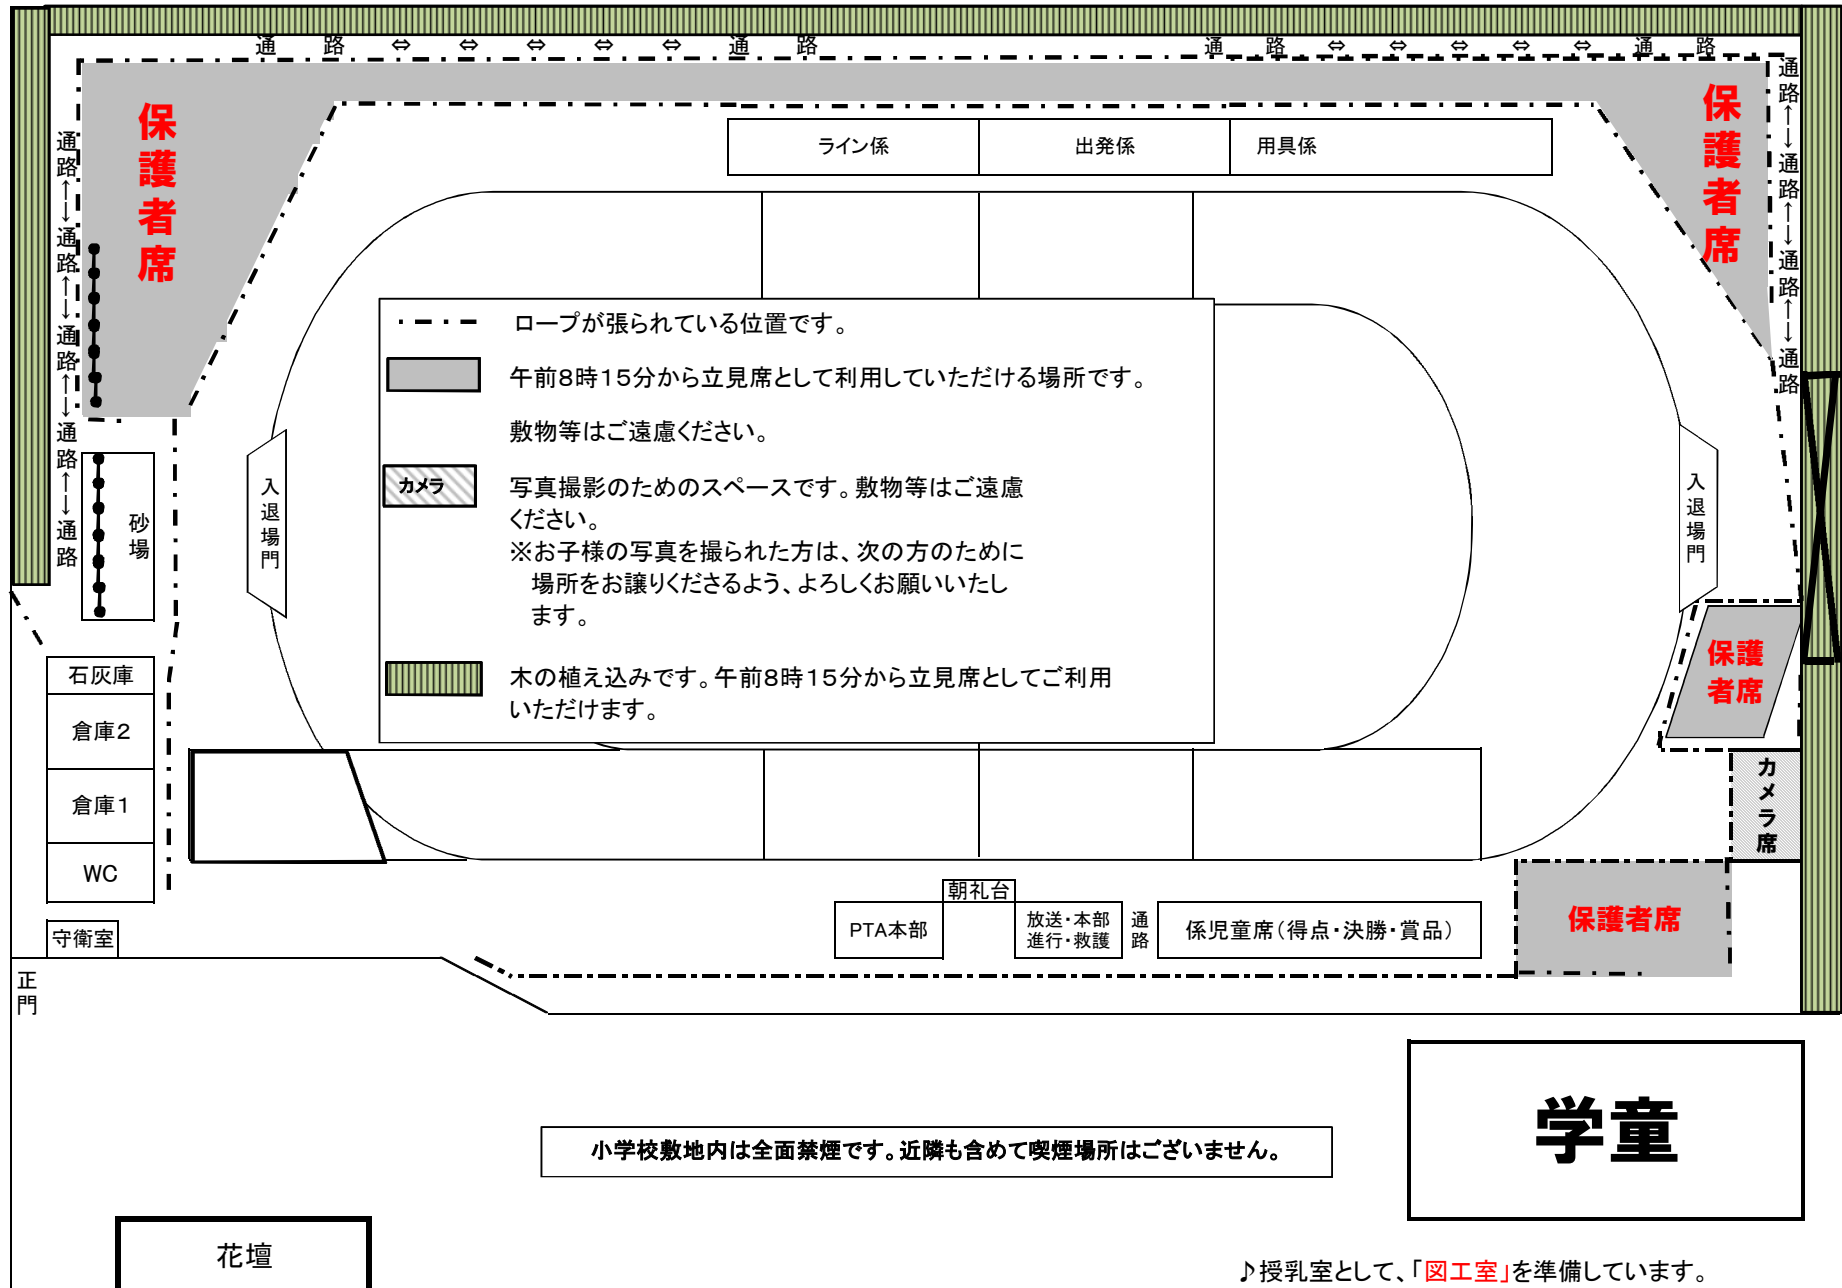 通　路　⇔　⇔　⇔　⇔　⇔　通　路
通　路　⇔　⇔　⇔　⇔　⇔　通　路
保護者席
保護者席
通路↑↓通路↑↓通路↑↓通路↑↓通路
通路↑↓通路↑↓通路↑↓通路
ライン係
出発係
用具係
ロープが張られている位置です。
午前8時15分から立見席として利用していただける場所です。
敷物等はご遠慮ください。
カメラ
写真撮影のためのスペースです。敷物等はご遠慮
ください。
※お子様の写真を撮られた方は、次の方のために
場所をお譲りくださるよう、よろしくお願いいたし
ます。
木の植え込みです。午前8時15分から立見席としてご利用
いただけます。
入退場門
入退場門
砂場
石灰庫
倉庫2
倉庫1
WC
守衛室
正門
保護
者席
カメラ席
保護者席
朝礼台
PTA本部
放送・本部
進行・救護
通路
係児童席(得点・決勝・賞品)
学童
小学校敷地内は全面禁煙です。近隣も含めて喫煙場所はございません。
花壇
♪授乳室として、「図工室」を準備しています。